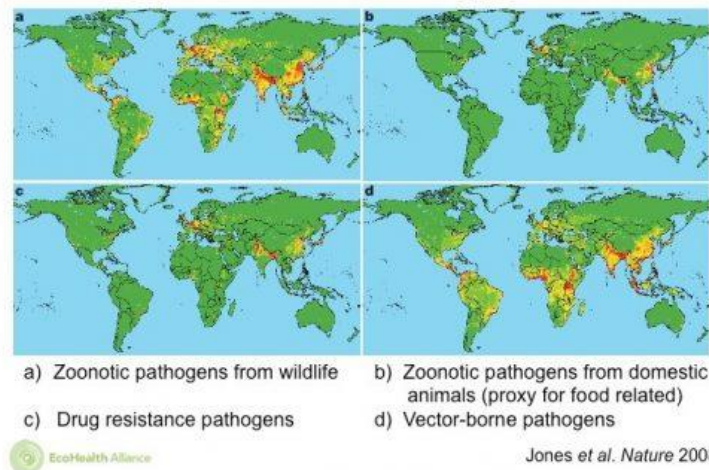 a
b
c
d
a) Zoonotic pathogens from wildlife
b) Zoonotic pathogens from domestic
animals (proxy for food related)
c) Drug resistance pathogens
d) Vector-borne pathogens
EcoHealth Alliance
Jones et al. Nature 200